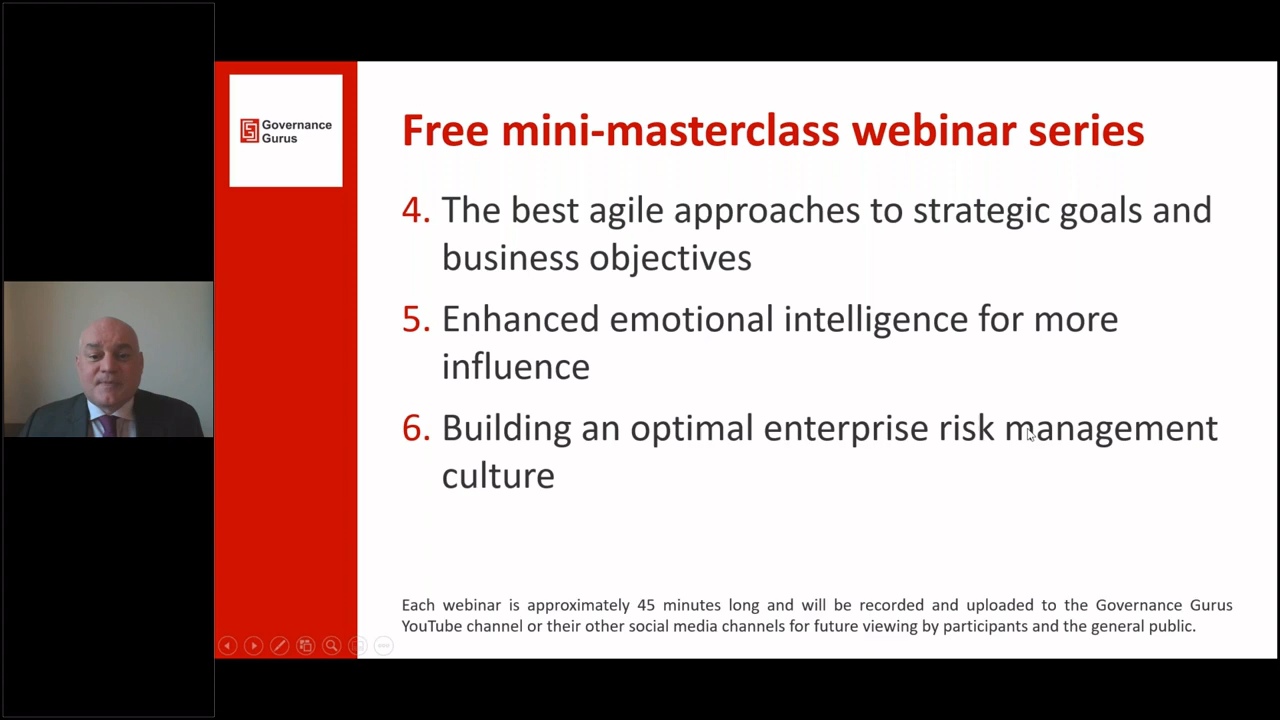 Governance
Gurus
Free mini-masterclass webinar series
4. The best agile approaches to strategic goals and
business objectives
5. Enhanced emotional intelligence for more
influence
6. Building an optimal enterprise risk management
culture
Each webinar is approximately 45 minutes long and will be recorded and uploaded to the Governance Gurus
YouTube channel or their other social media channels for future viewing by participants and the general public.